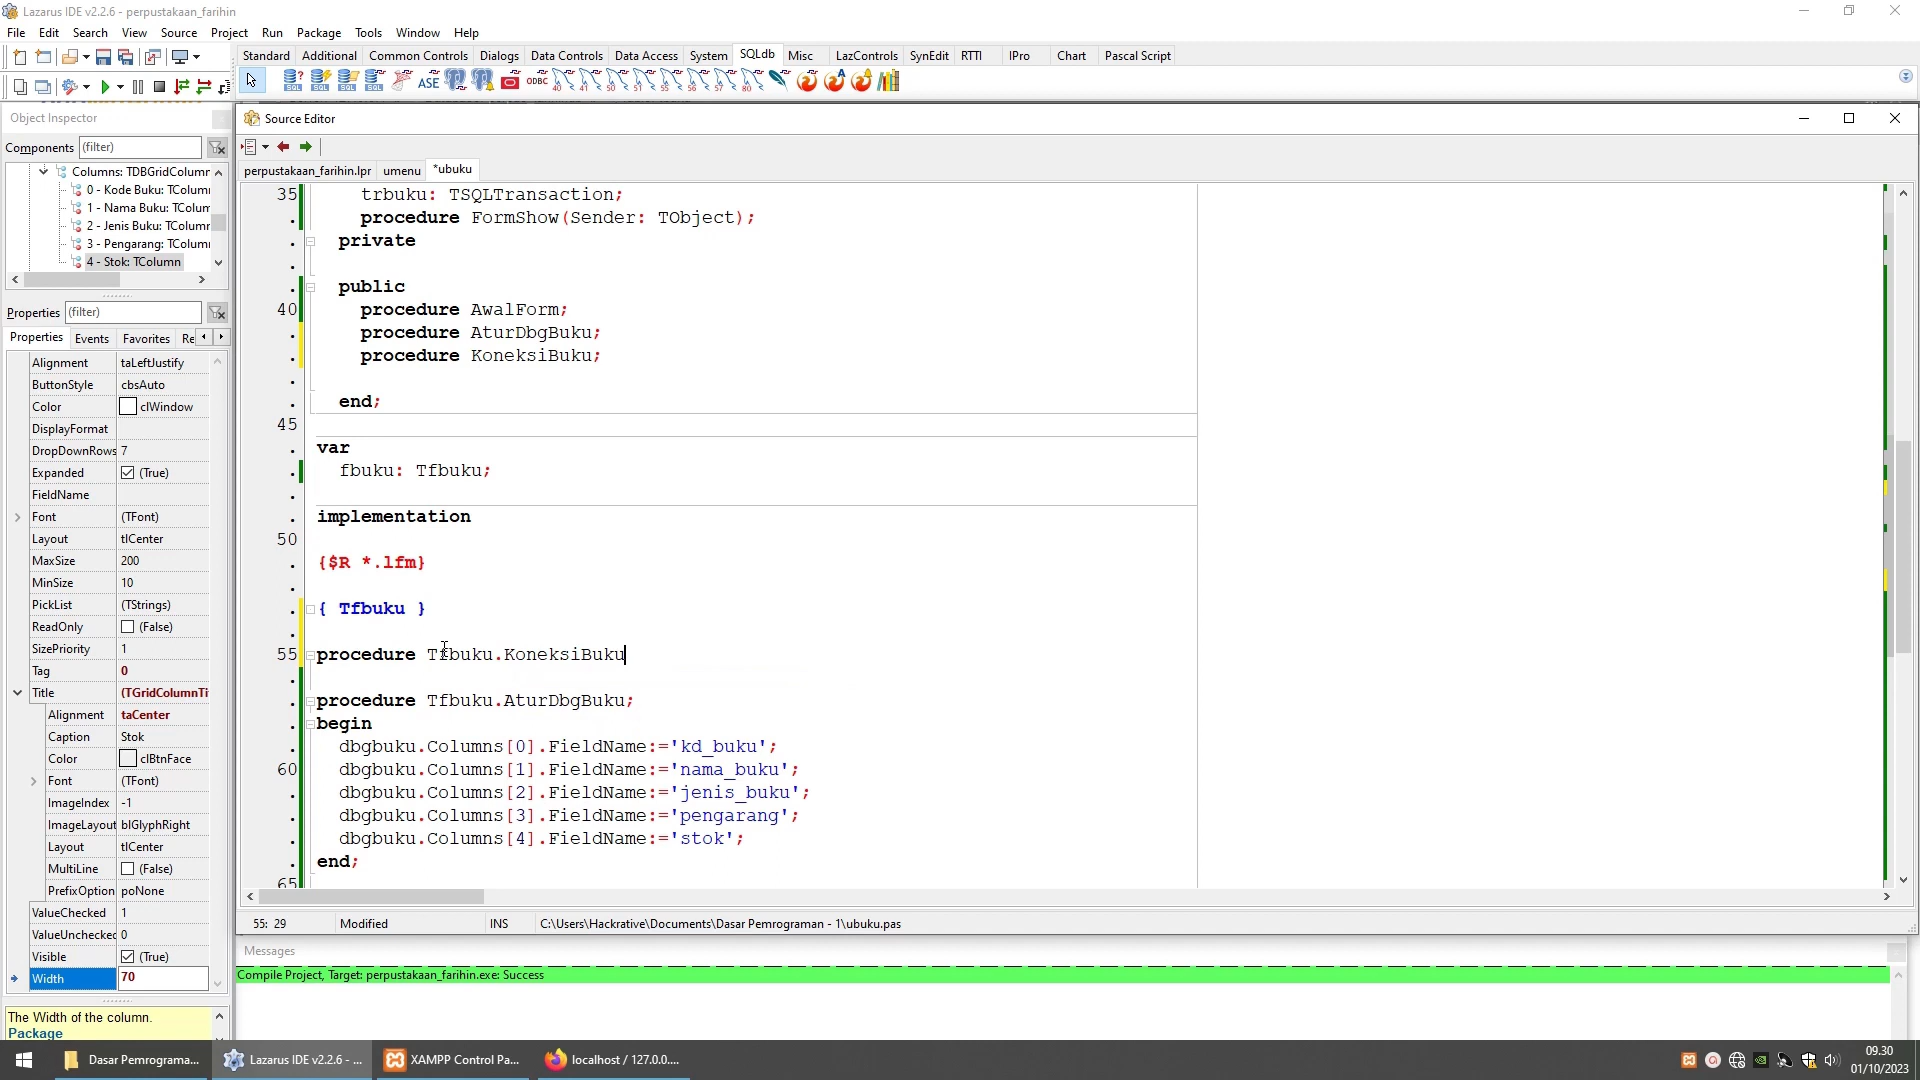 Lazarus IDE v2.2.6 - perpustakaan_farihin
File Edit Search View Source Project Run Package Tools Window Help
Standard Additional Common Controls Dialogs Data Controls Data Access System SQLdb Misc LazControls SynEdit RTTI IPro Chart Pascal Script
Object Inspector
Components (filter)
Columns: TDBGridColumn
0 - Kode Buku: TColumn
1 - Nama Buku: TColum
2 - Jenis Buku: TColumn
3 - Pengarang: TColumn
4 - Stok: TColumn
Properties (filter)
Properties Events Favorites Re
Alignment taLeftJustify
ButtonStyle cbsAuto
Color clWindow
DisplayFormat
DropDownRows 7
Expanded (True)
FieldName
Font (TFont)
Layout tlCenter
MaxSize 200
MinSize 10
PickList (TStrings)
ReadOnly (False)
SizePriority 1
Tag 0
Title (TGridColumnTi
Alignment taCenter
Caption Stok
Color clBtnFace
Font (TFont)
ImageIndex -1
ImageLayout blGlyphRight
Layout tlCenter
MultiLine (False)
PrefixOption poNone
ValueChecked 1
ValueUnchecked 0
Visible (True)
Width 70
The Width of the column.
Package
Source Editor
perpustakaan_farihin.lpr umenu *ubuku
35 trbuku: TSQLTransaction;
procedure FormShow(Sender: TObject);
private
public
40 procedure AwalForm;
procedure AturDbgBuku;
procedure KoneksiBuku;
end;
45
var
fbuku: Tfbuku;
implementation
50
{$R *.lfm}
{ Tfbuku }
55 procedure Tfbuku.KoneksiBuku
procedure Tfbuku.AturDbgBuku;
begin
dbgbuku.Columns[0].FieldName:='kd_buku';
60 dbgbuku.Columns[1].FieldName:='nama_buku';
dbgbuku.Columns[2].FieldName:='jenis_buku';
dbgbuku.Columns[3].FieldName:='pengarang';
dbgbuku.Columns[4].FieldName:='stok';
end;
65
55: 29 Modified INS C:\Users\Hackrative\Documents\Dasar Pemrograman - 1\ubuku.pas
Messages
Compile Project, Target: perpustakaan_farihin.exe: Success
Dasar Pemrograma... Lazarus IDE v2.2.6 - ... XAMPP Control Pa... localhost / 127.0.0....
09.30
01/10/2023